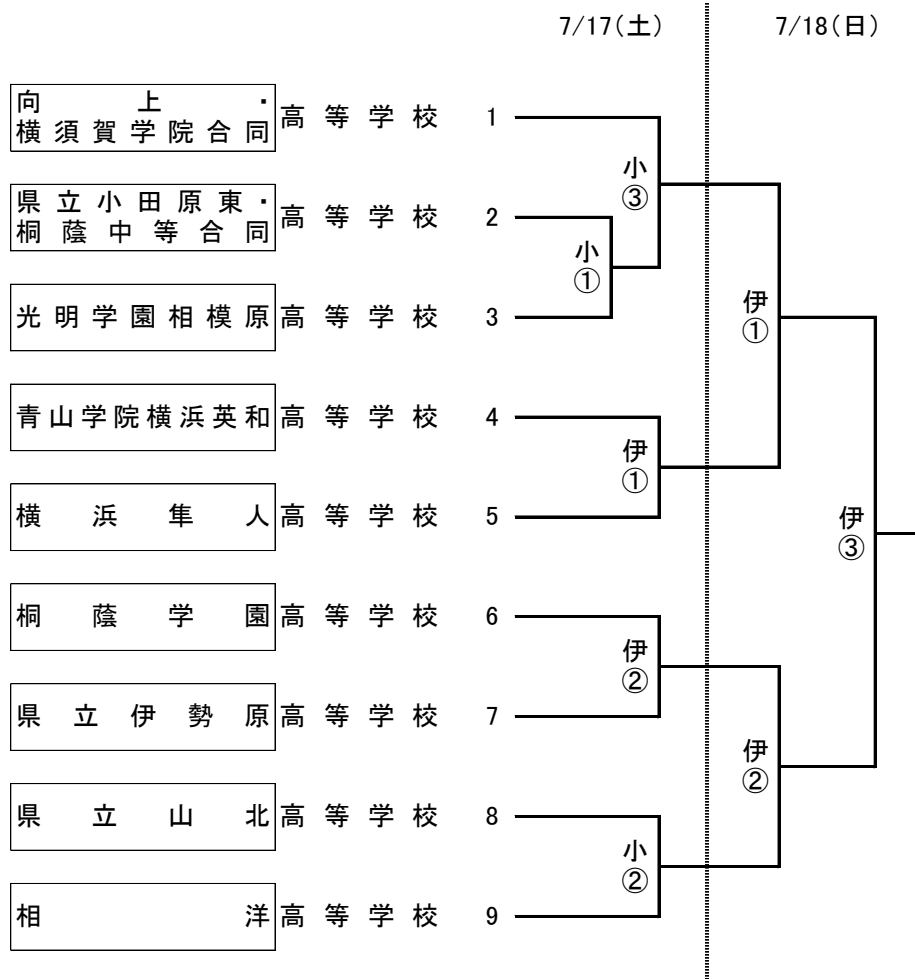 7/17(土) 7/18(日)
向上・
横須賀学院合同 高等学校 1
県立小田原東・
桐蔭中等合同 高等学校 2
光明学園相模原 高等学校 3
青山学院横浜英和 高等学校 4
横浜隼人 高等学校 5
桐蔭学園 高等学校 6
県立伊勢原 高等学校 7
県立山北 高等学校 8
相洋 高等学校 9
小③
小①
伊①
伊②
小②
伊①
伊②
伊③